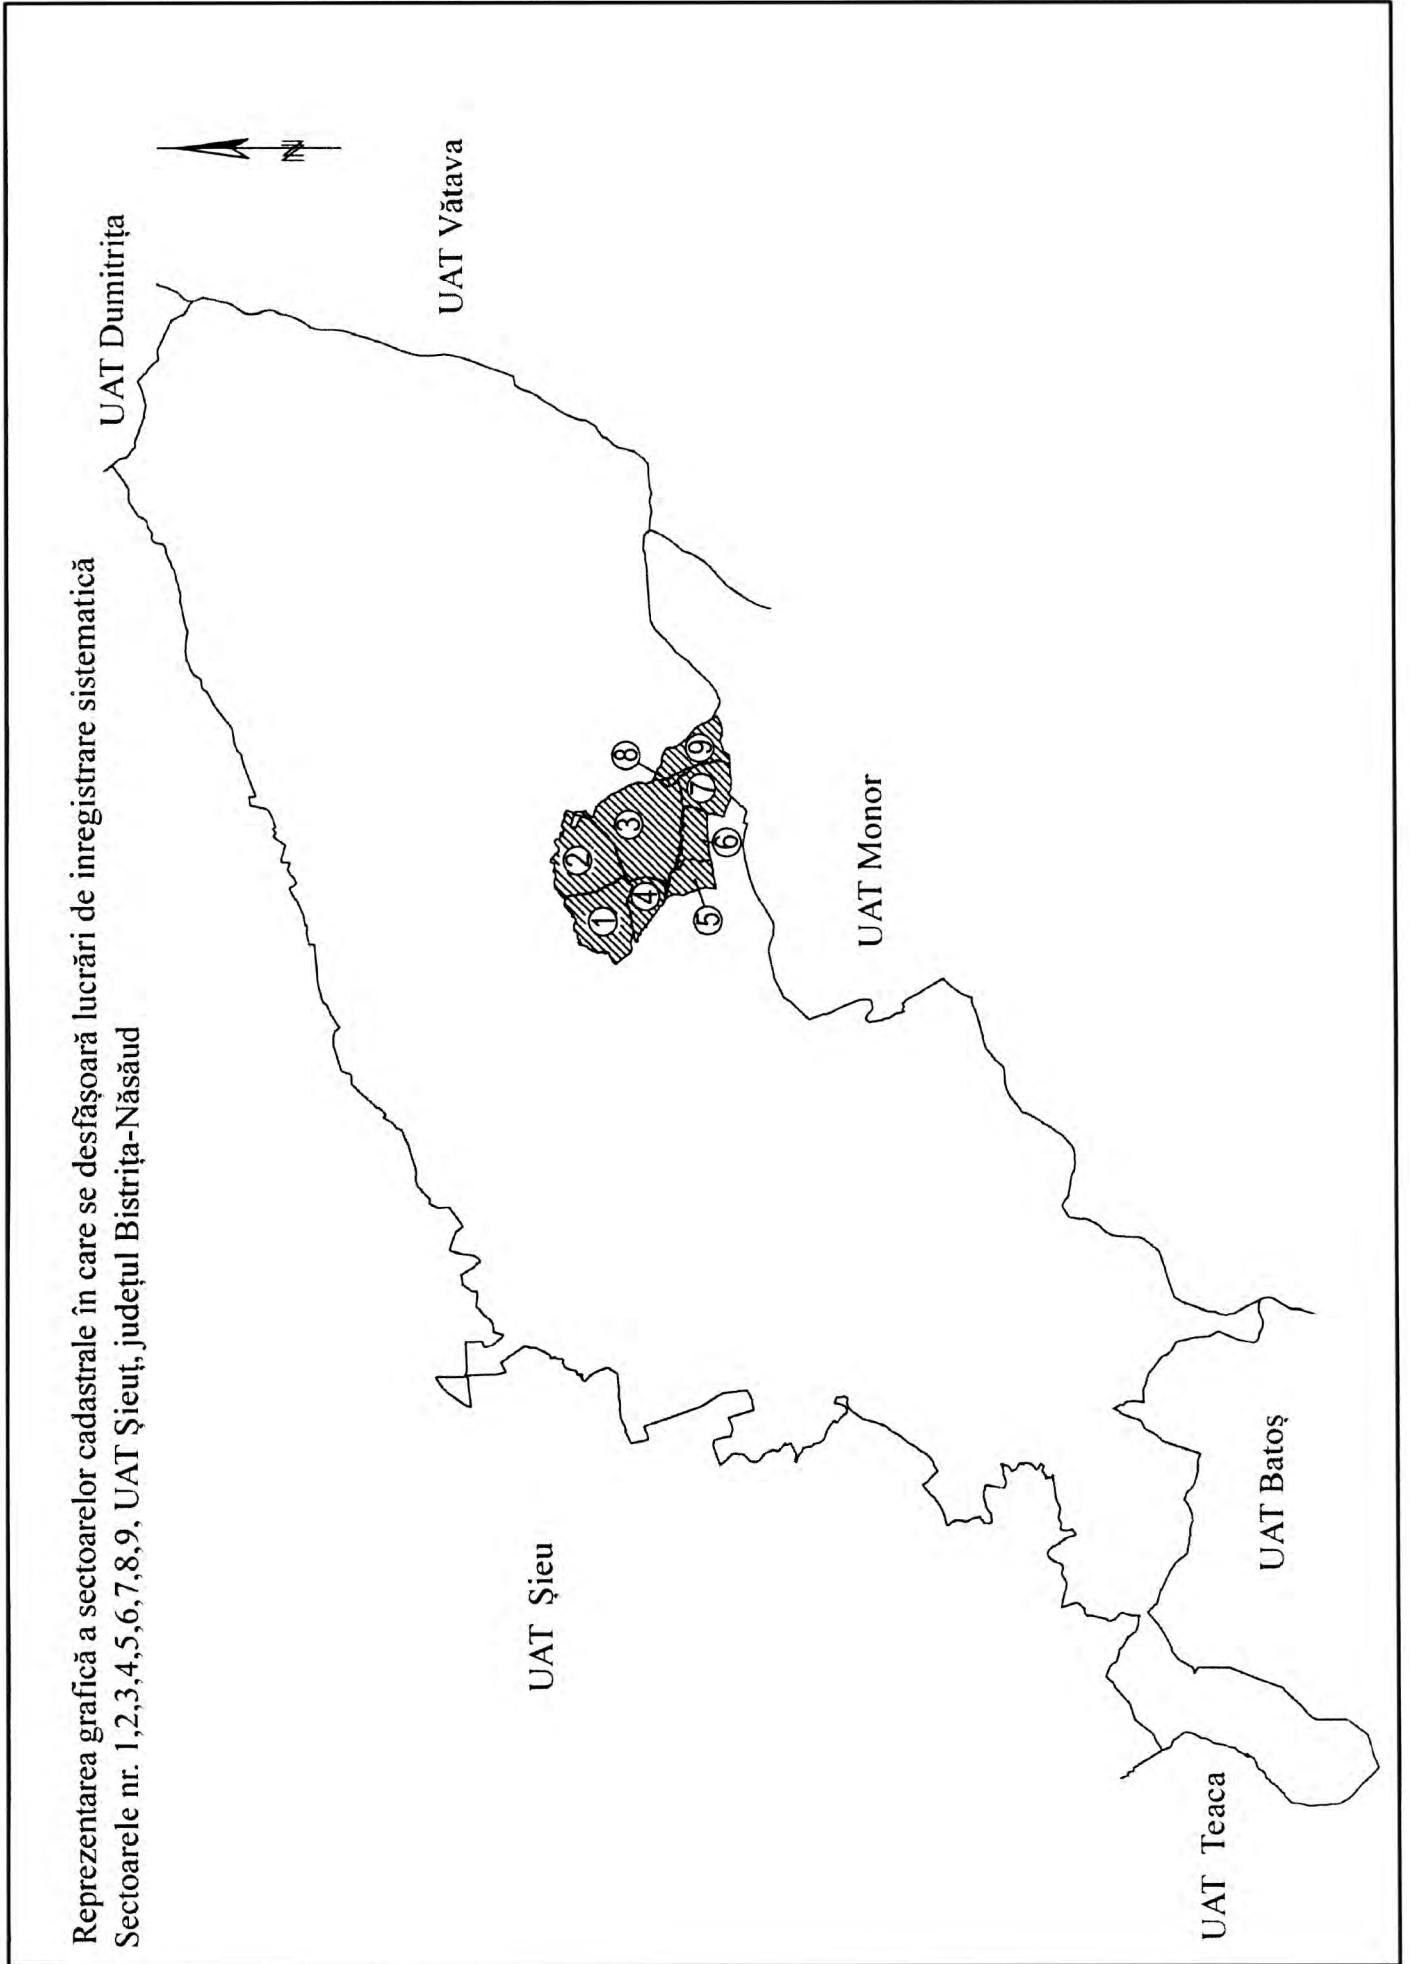 Reprezentarea grafică a sectoarelor cadastrale în care se desfășoară lucrări de inregistrare sistematică
Sectoarele nr. 1,2,3,4,5,6,7,8,9, UAT Șieuț, județul Bistrița-Năsăud
UAT Dumitrița
N
UAT Vătava
UAT Șieu
1
2
3
4
5
6
7
8
9
UAT Monor
UAT Teaca
UAT Batoș